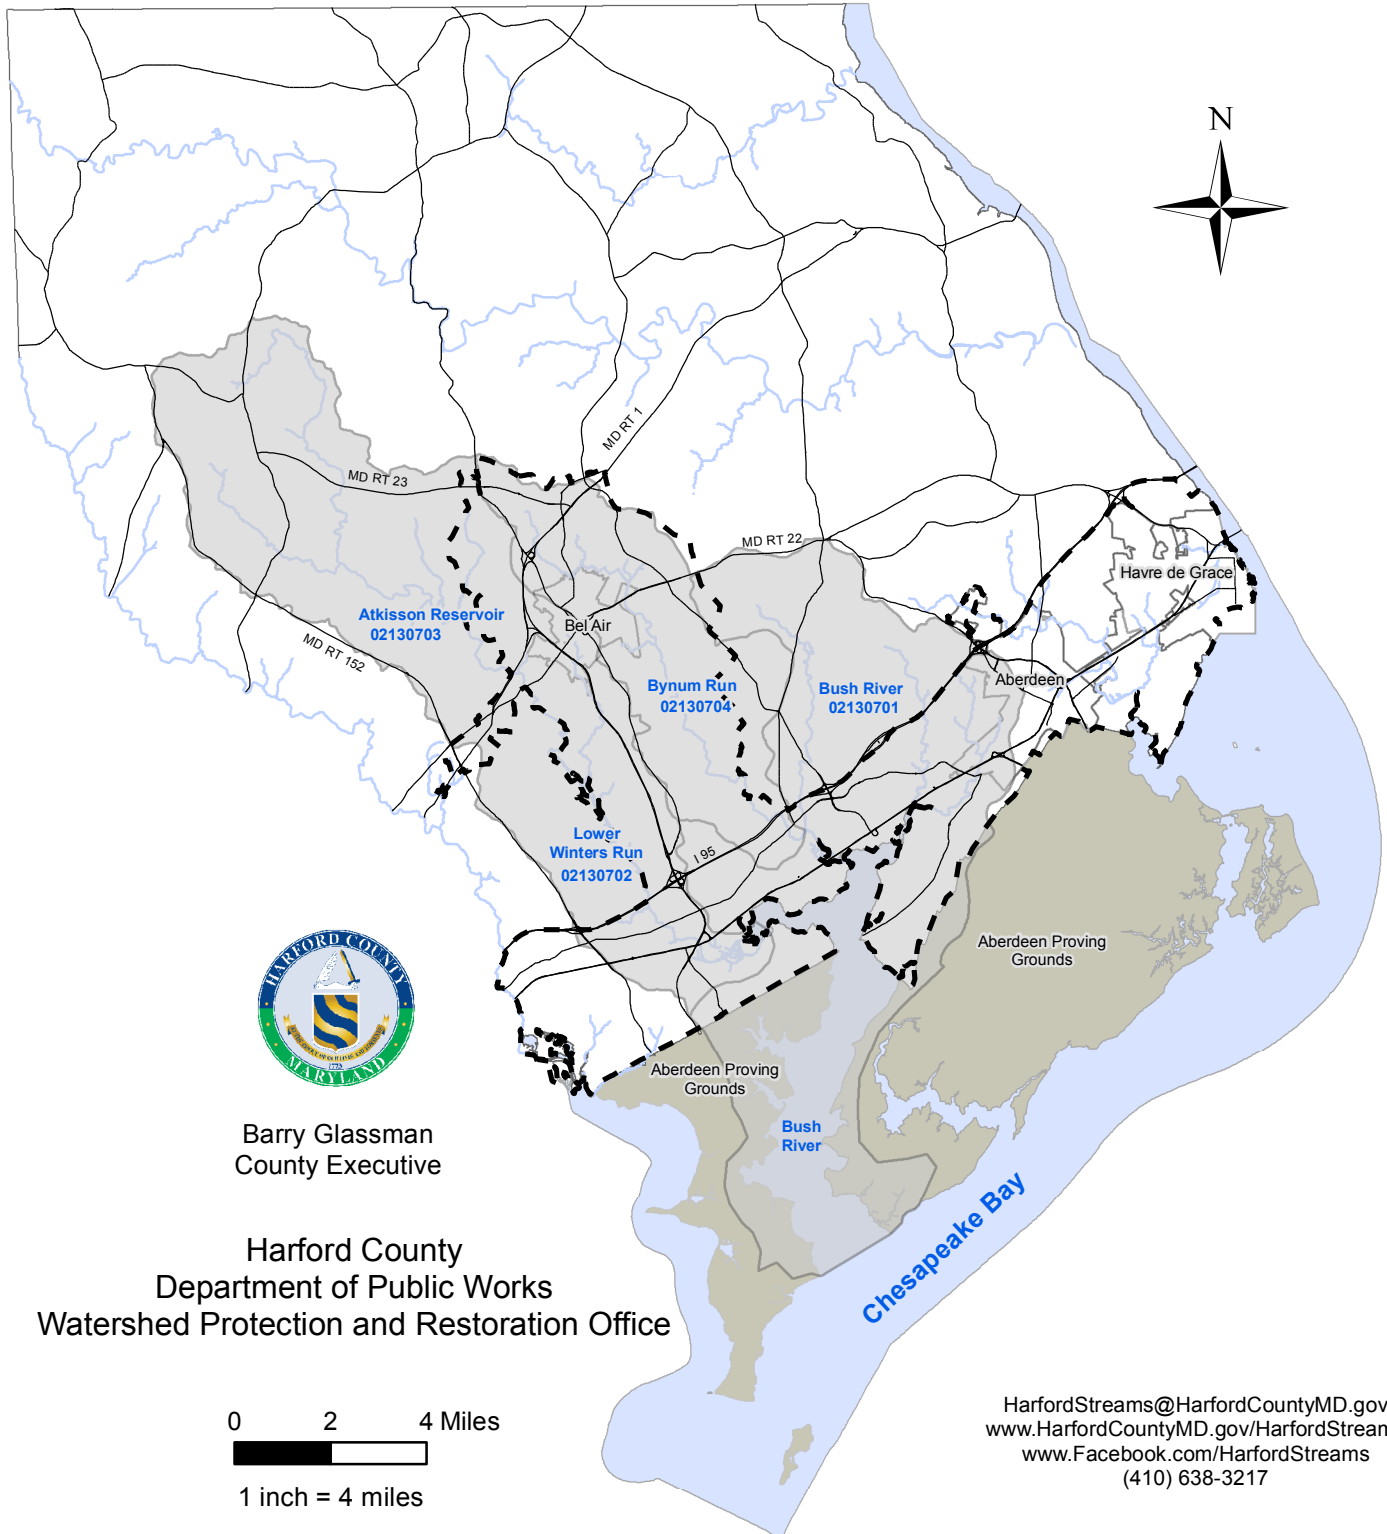 N
MD RT 1
MD RT 23
MD RT 22
Havre de Grace
Atkisson Reservoir
02130703
Bel Air
MD RT 152
Aberdeen
Bynum Run
02130704
Bush River
02130701
Lower
Winters Run
02130702
I 95
Aberdeen Proving
Grounds
HARFORD COUNTY
1773
MARYLAND
Aberdeen Proving
Grounds
Bush
River
Barry Glassman
County Executive
Chesapeake Bay
Harford County
Department of Public Works
Watershed Protection and Restoration Office
0 2 4 Miles
1 inch = 4 miles
HarfordStreams@HarfordCountyMD.gov
www.HarfordCountyMD.gov/HarfordStream
www.Facebook.com/HarfordStreams
(410) 638-3217